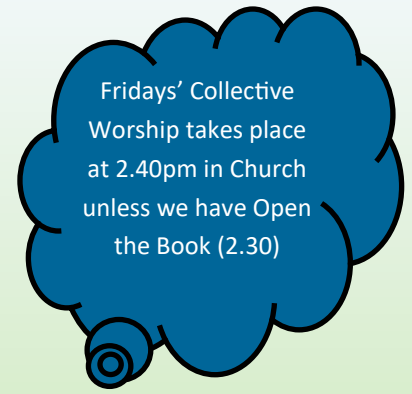 Fridays’ Collective
Worship takes place
at 2.40pm in Church
unless we have Open
the Book (2.30)